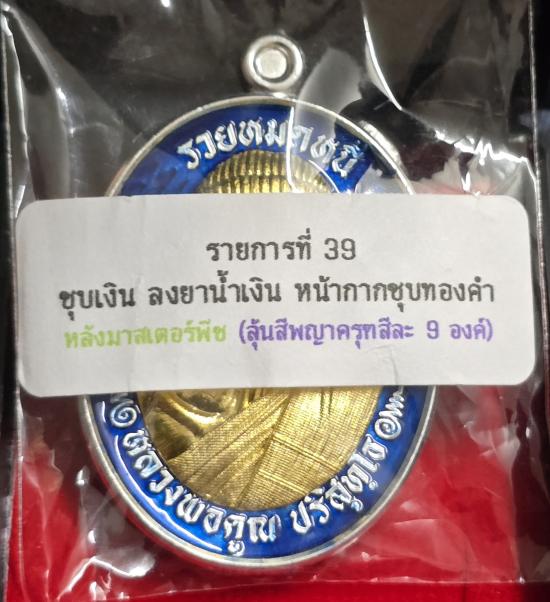 รวยหมดหนี้
รายการที่ 39
ชุบเงิน ลงยาน้ำเงิน หน้ากากชุบทองคำ
หลังมาสเตอร์พีช (ลุ้นสีพญาครุฑสีละ 9 องค์)
๑ หลวงพ่อคูณ ปริสุทฺโธ